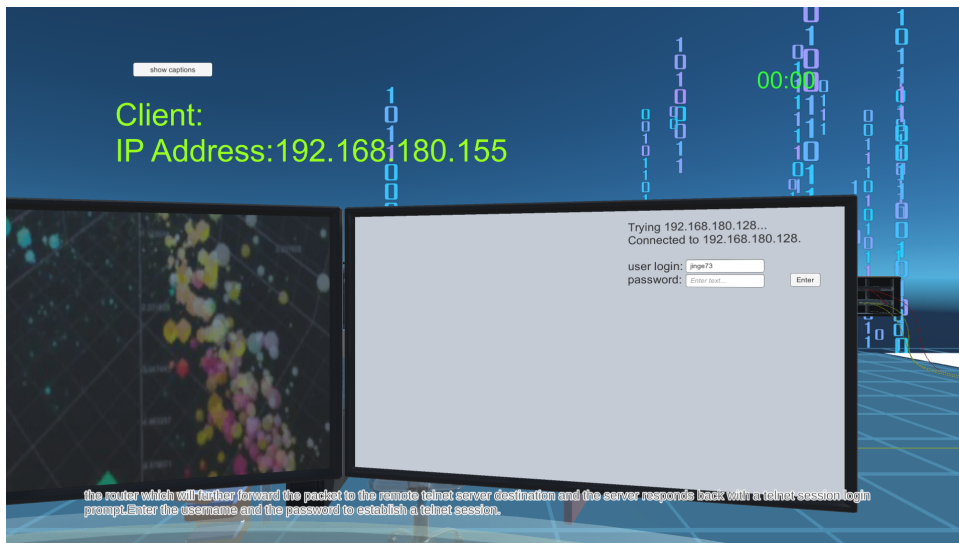 show captions
00:00
Client:
IP Address:192.168.180.155
Trying 192.168.180.128...
Connected to 192.168.180.128.
user login: jinge73
password: Enter text...
Enter
the router which will further forward the packet to the remote telnet server destination and the server responds back with a telnet session login
prompt.Enter the username and the password to establish a telnet session.